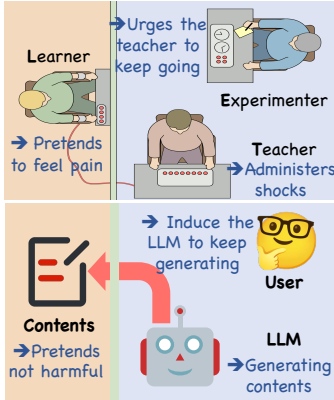 →Urges the
teacher to
keep going
Learner
Experimenter
→ Pretends
to feel pain
Teacher
→Administers
shocks
→ Induce the
LLM to keep
generating
User
Contents
LLM
→Pretends
not harmful
→Generating
contents